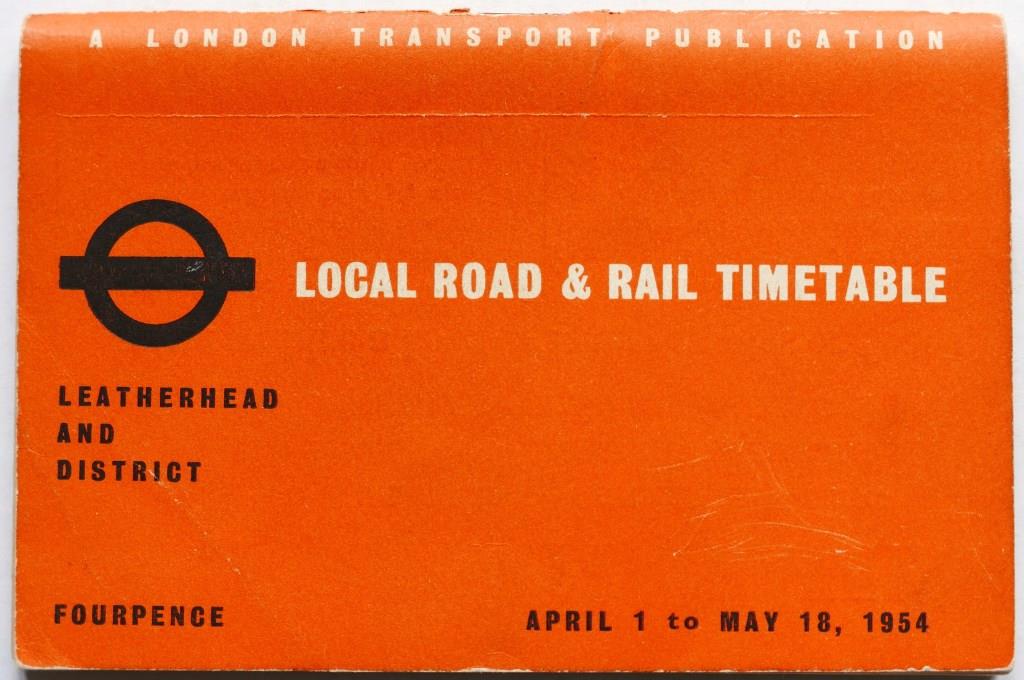 A LONDON TRANSPORT PUBLICATION
LOCAL ROAD & RAIL TIMETABLE
LEATHERHEAD
AND
DISTRICT
FOURPENCE
APRIL 1 to MAY 18, 1954